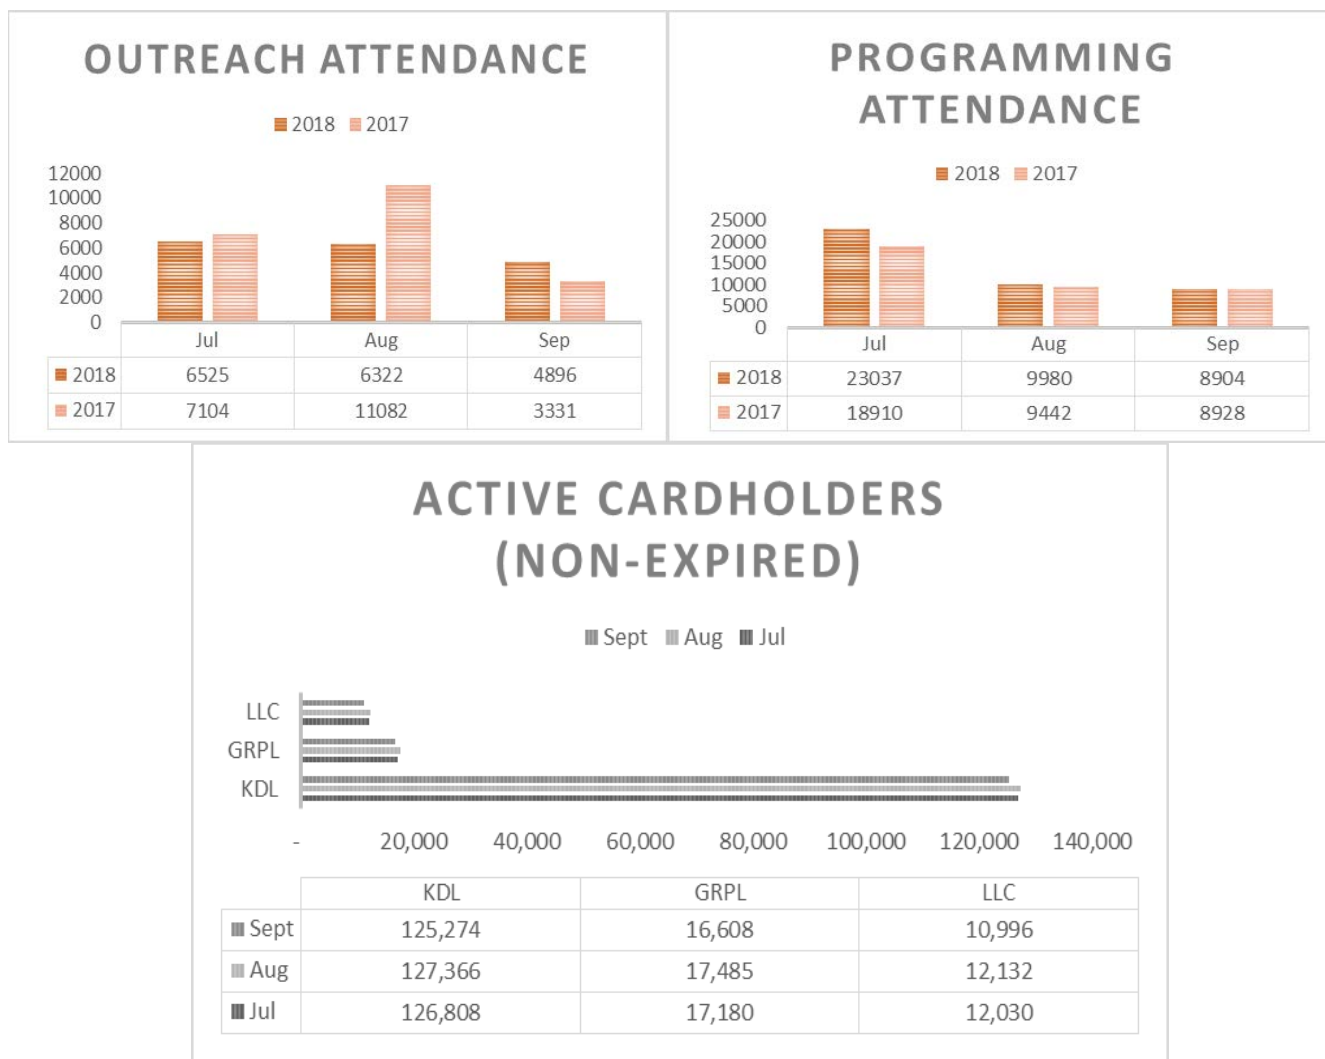 OUTREACH ATTENDANCE
2018 2017
12000
10000
8000
6000
4000
2000
0
Jul Aug Sep
2018 6525 6322 4896
2017 7104 11082 3331
PROGRAMMING
ATTENDANCE
2018 2017
25000
20000
15000
10000
5000
0
Jul Aug Sep
2018 23037 9980 8904
2017 18910 9442 8928
ACTIVE CARDHOLDERS
(NON-EXPIRED)
Sept Aug Jul
LLC
GRPL
KDL
- 20,000 40,000 60,000 80,000 100,000 120,000 140,000
KDL GRPL LLC
Sept 125,274 16,608 10,996
Aug 127,366 17,485 12,132
Jul 126,808 17,180 12,030